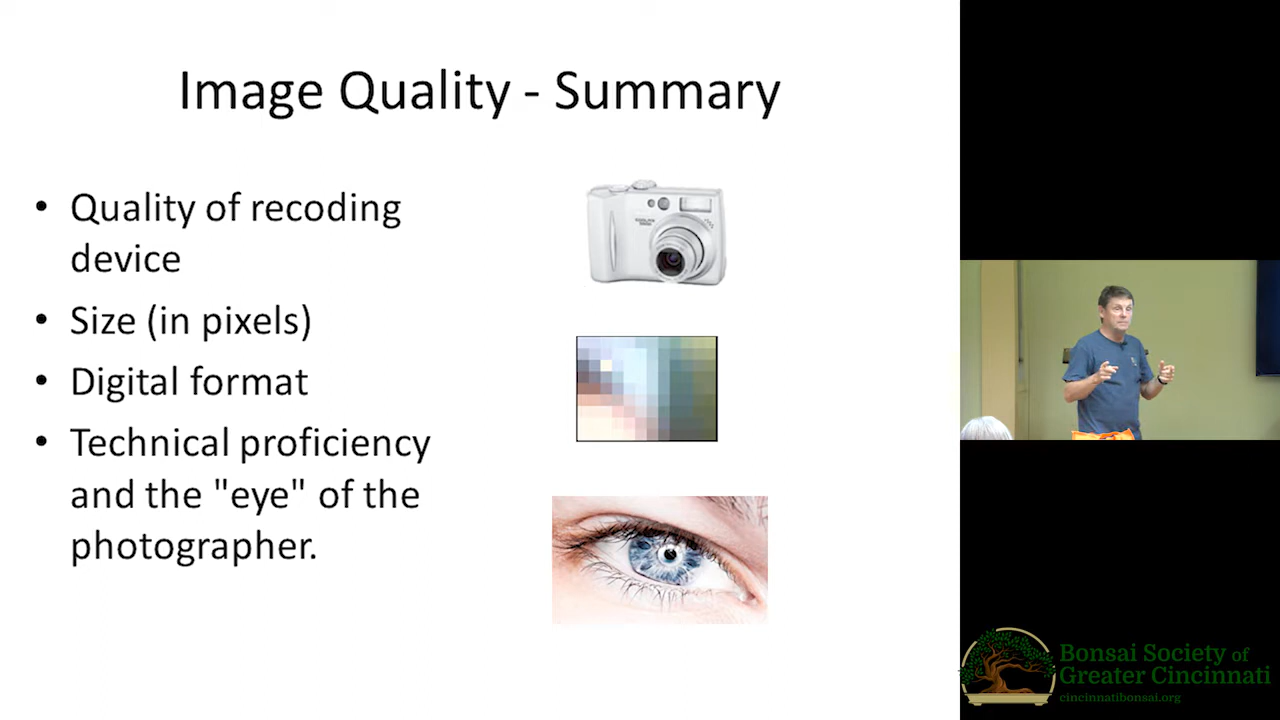 Image Quality - Summary
• Quality of recoding
device
• Size (in pixels)
• Digital format
• Technical proficiency
and the "eye" of the
photographer.
Bonsai Society of
Greater Cincinnati
cincinnatibonsai.org